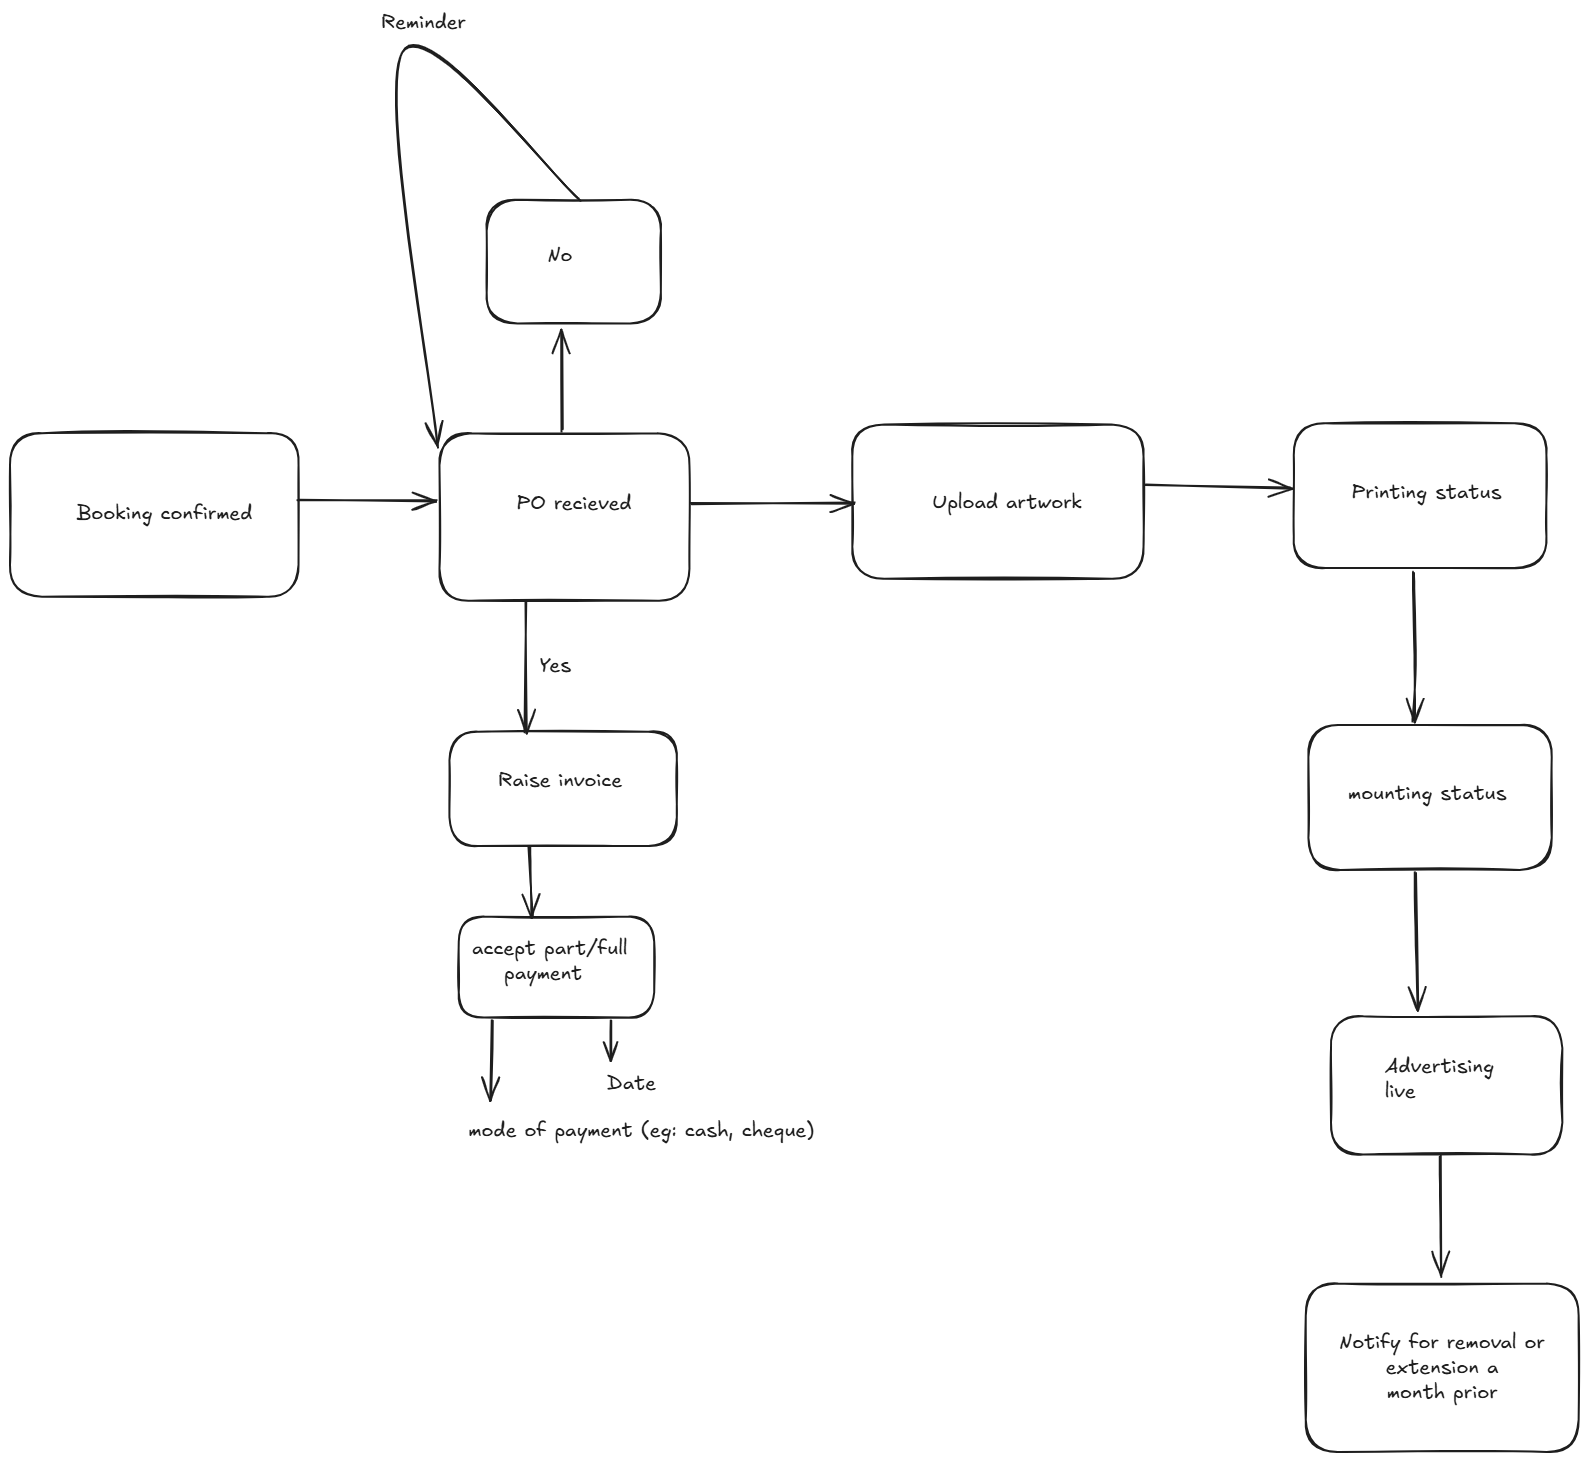 Reminder
No
Booking confirmed
PO recieved
Upload artwork
Printing status
Yes
Raise invoice
mounting status
accept part/full
payment
Date
mode of payment (eg: cash, cheque)
Advertising
live
Notify for removal or
extension a
month prior